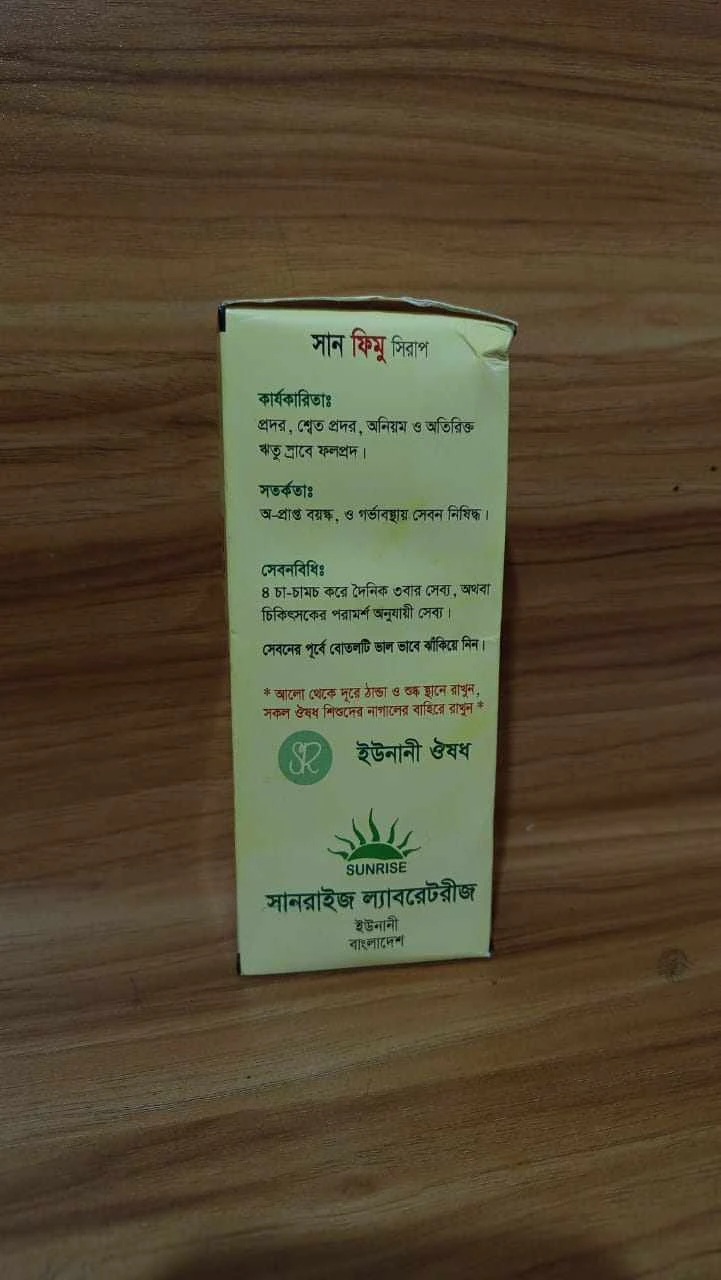 সান ফিমু সিরাপ
কার্যকারিতাঃ
প্রদর, শ্বেত প্রদর, অনিয়ম ও অতিরিক্ত
ঋতু স্রাবে ফলপ্রদ।
সতর্কতাঃ
অ-প্রাপ্ত বয়স্ক, ও গর্ভাবস্থায় সেবন নিষিদ্ধ।
সেবনবিধিঃ
৪ চা-চামচ করে দৈনিক ৩বার সেব্য, অথবা
চিকিৎসকের পরামর্শ অনুযায়ী সেব্য।
সেবনের পূর্বে বোতলটি ভাল ভাবে ঝাঁকিয়ে নিন।
* আলো থেকে দূরে ঠান্ডা ও শুষ্ক স্থানে রাখুন,
সকল ঔষধ শিশুদের নাগালের বাহিরে রাখুন *
SR ইউনানী ঔষধ
SUNRISE
সানরাইজ ল্যাবরেটরীজ
ইউনানী
বাংলাদেশ